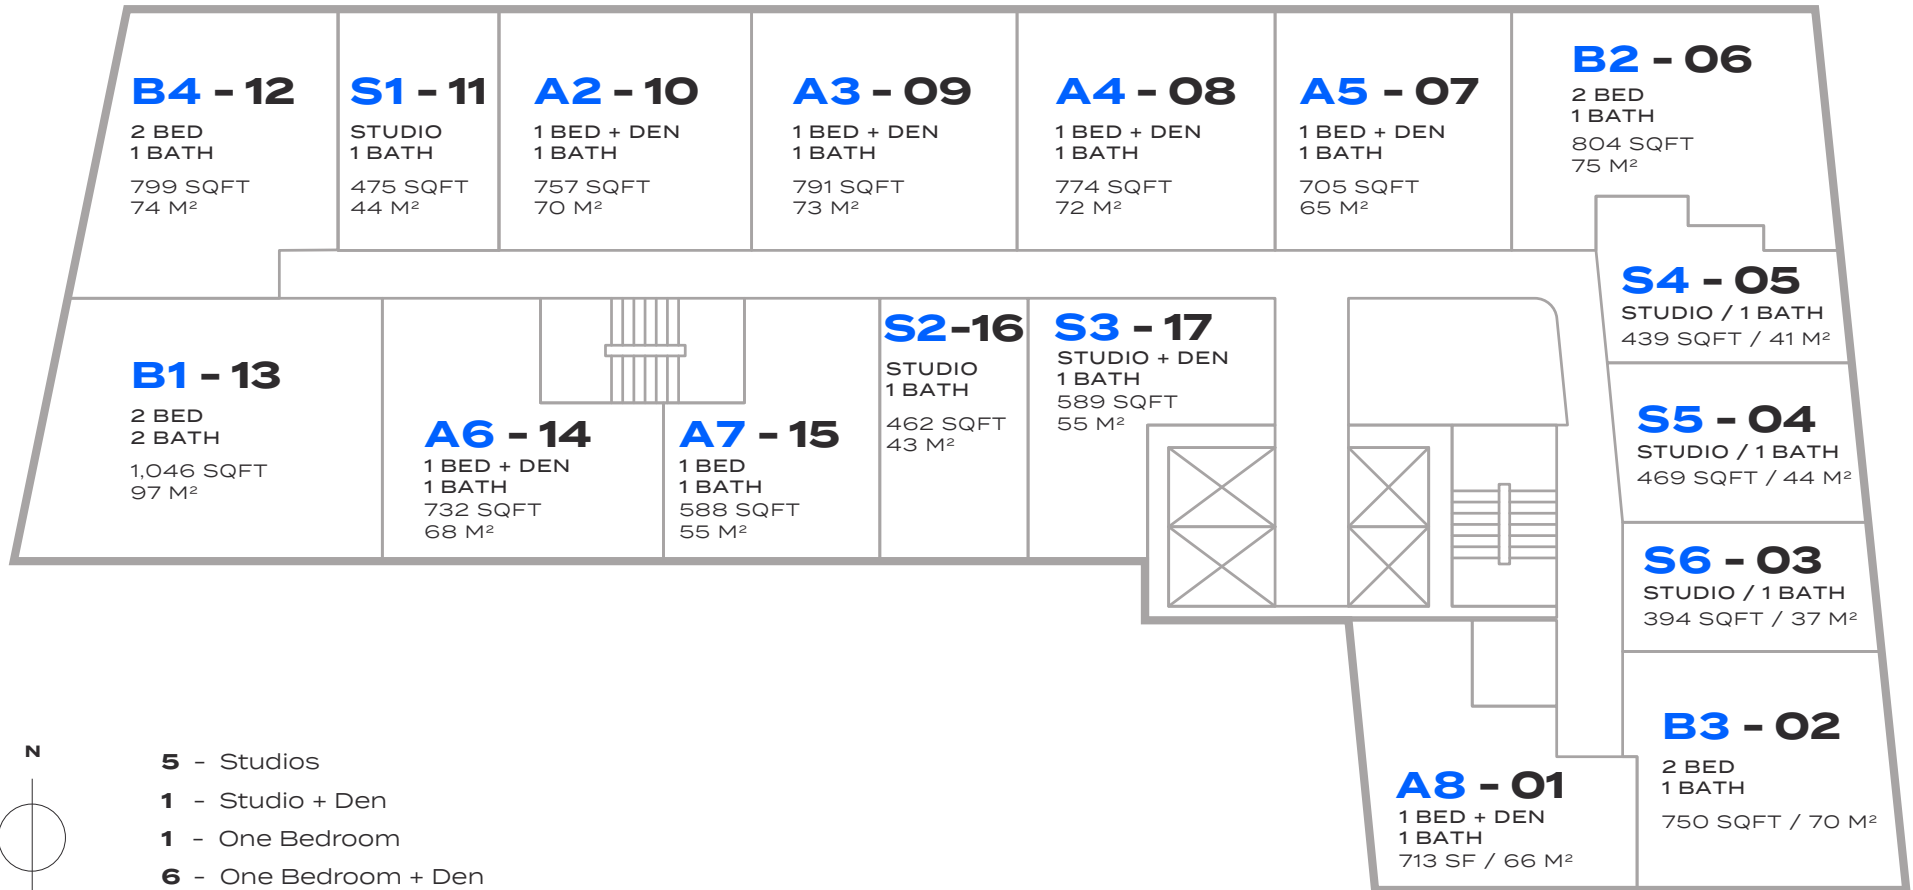 B4 - 12
2 BED
1 BATH
799 SQFT
74 M²
S1 - 11
STUDIO
1 BATH
475 SQFT
44 M²
A2 - 10
1 BED + DEN
1 BATH
757 SQFT
70 M²
A3 - 09
1 BED + DEN
1 BATH
791 SQFT
73 M²
A4 - 08
1 BED + DEN
1 BATH
774 SQFT
72 M²
A5 - 07
1 BED + DEN
1 BATH
705 SQFT
65 M²
B2 - 06
2 BED
1 BATH
804 SQFT
75 M²
S4 - 05
STUDIO / 1 BATH
439 SQFT / 41 M²
B1 - 13
2 BED
2 BATH
1,046 SQFT
97 M²
A6 - 14
1 BED + DEN
1 BATH
732 SQFT
68 M²
A7 - 15
1 BED
1 BATH
588 SQFT
55 M²
S2-16
STUDIO
1 BATH
462 SQFT
43 M²
S3 - 17
STUDIO + DEN
1 BATH
589 SQFT
55 M²
S5 - 04
STUDIO / 1 BATH
469 SQFT / 44 M²
S6 - 03
STUDIO / 1 BATH
394 SQFT / 37 M²
B3 - 02
2 BED
1 BATH
750 SQFT / 70 M²
A8 - 01
1 BED + DEN
1 BATH
713 SF / 66 M²
N
5 - Studios
1 - Studio + Den
1 - One Bedroom
6 - One Bedroom + Den